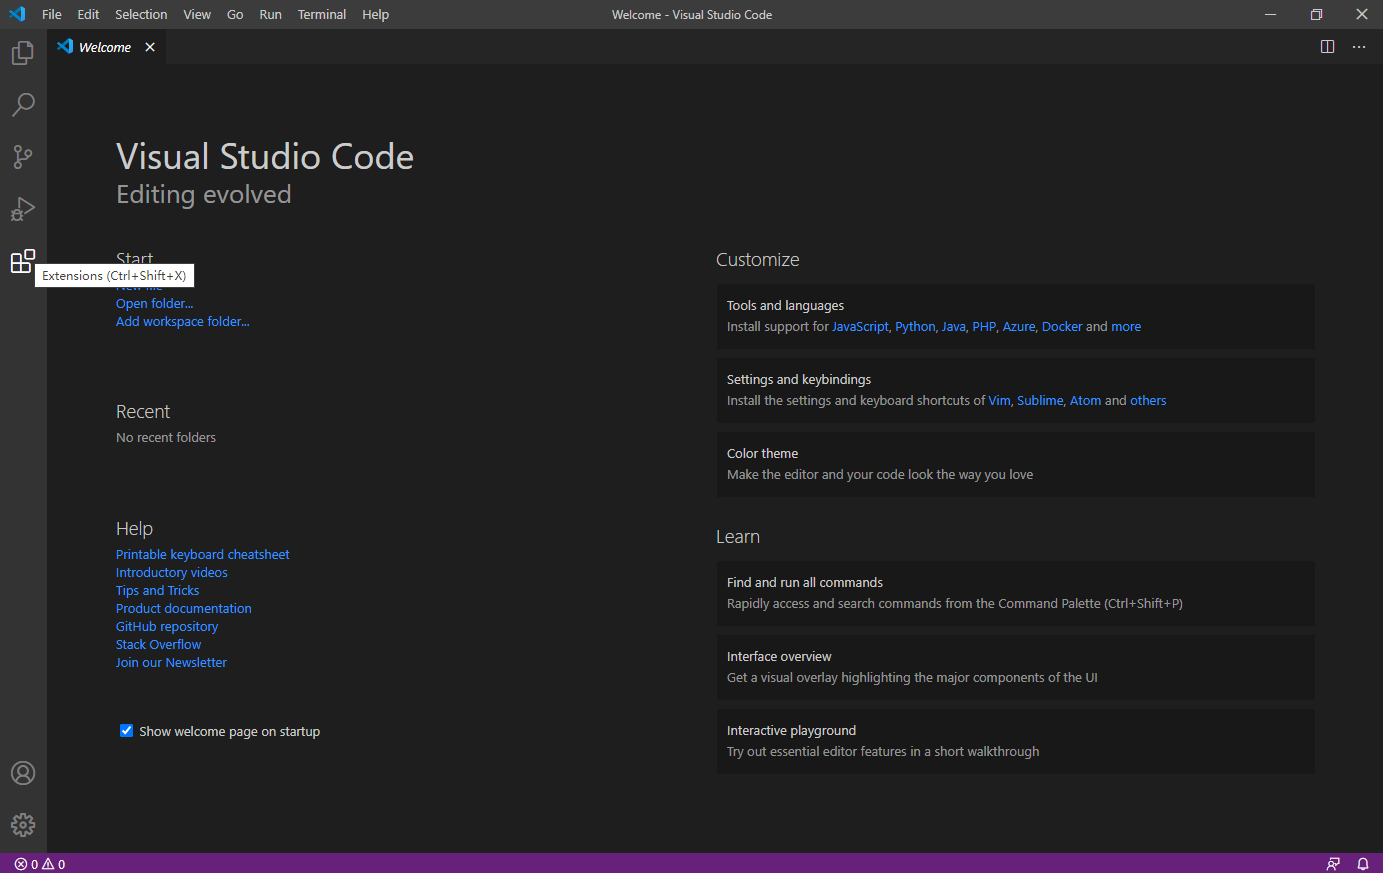 File Edit Selection View Go Run Terminal Help
Welcome - Visual Studio Code
Welcome
Visual Studio Code
Editing evolved
Start
Extensions (Ctrl+Shift+X)
New file
Open folder...
Add workspace folder...
Recent
No recent folders
Help
Printable keyboard cheatsheet
Introductory videos
Tips and Tricks
Product documentation
GitHub repository
Stack Overflow
Join our Newsletter
Show welcome page on startup
Customize
Tools and languages
Install support for JavaScript, Python, Java, PHP, Azure, Docker and more
Settings and keybindings
Install the settings and keyboard shortcuts of Vim, Sublime, Atom and others
Color theme
Make the editor and your code look the way you love
Learn
Find and run all commands
Rapidly access and search commands from the Command Palette (Ctrl+Shift+P)
Interface overview
Get a visual overlay highlighting the major components of the UI
Interactive playground
Try out essential editor features in a short walkthrough
0 0